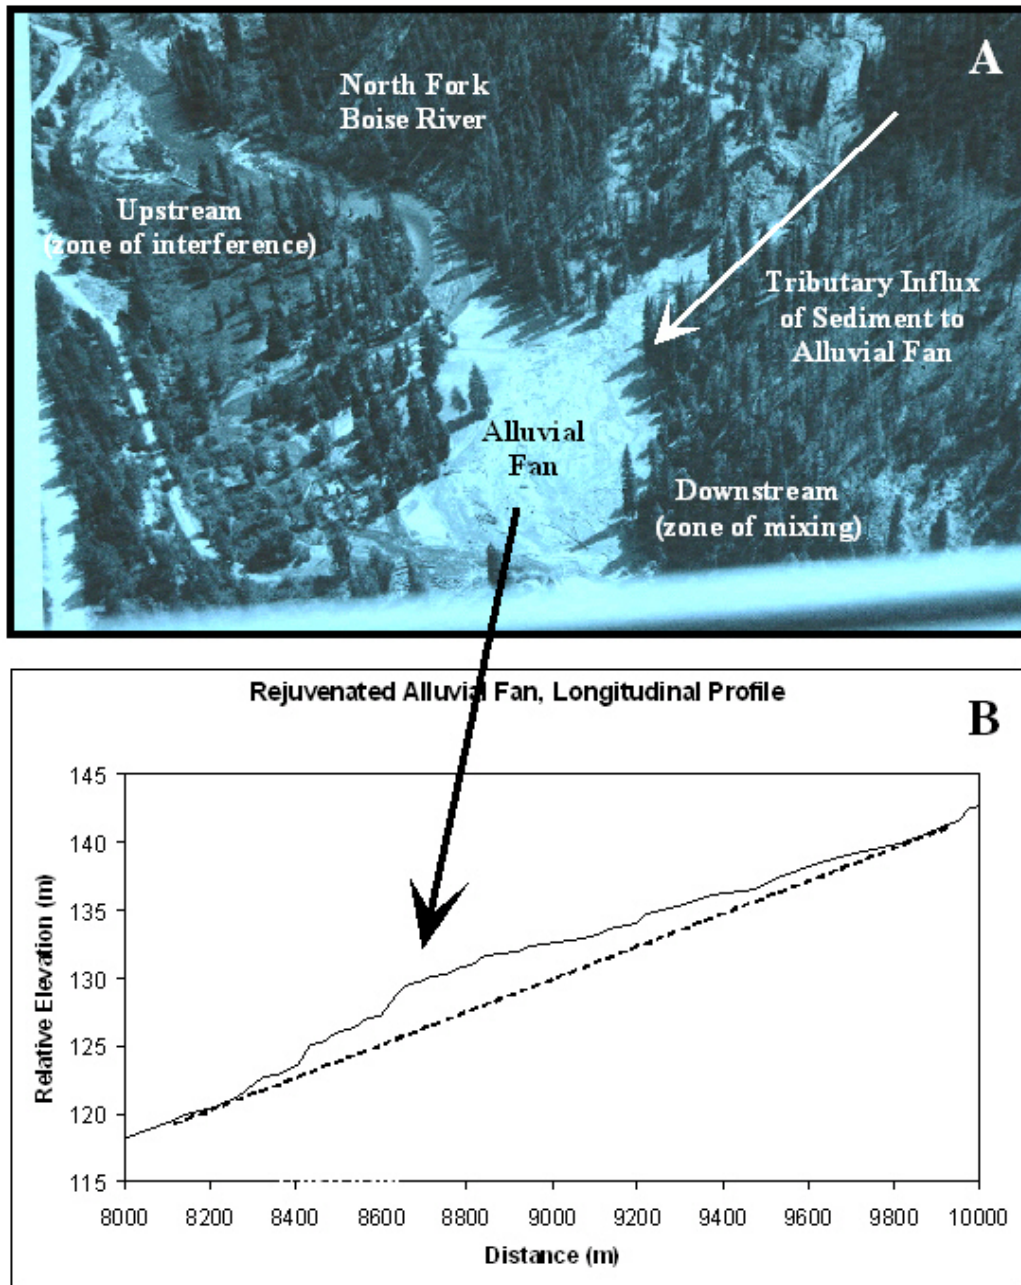 A
North Fork
Boise River
Upstream
(zone of interference)
Tributary Influx
of Sediment to
Alluvial Fan
Alluvial
Fan
Downstream
(zone of mixing)
Rejuvenated Alluvial Fan, Longitudinal Profile
B
Relative Elevation (m)
145
140
135
130
125
120
115
8000 8200 8400 8600 8800 9000 9200 9400 9600 9800 10000
Distance (m)